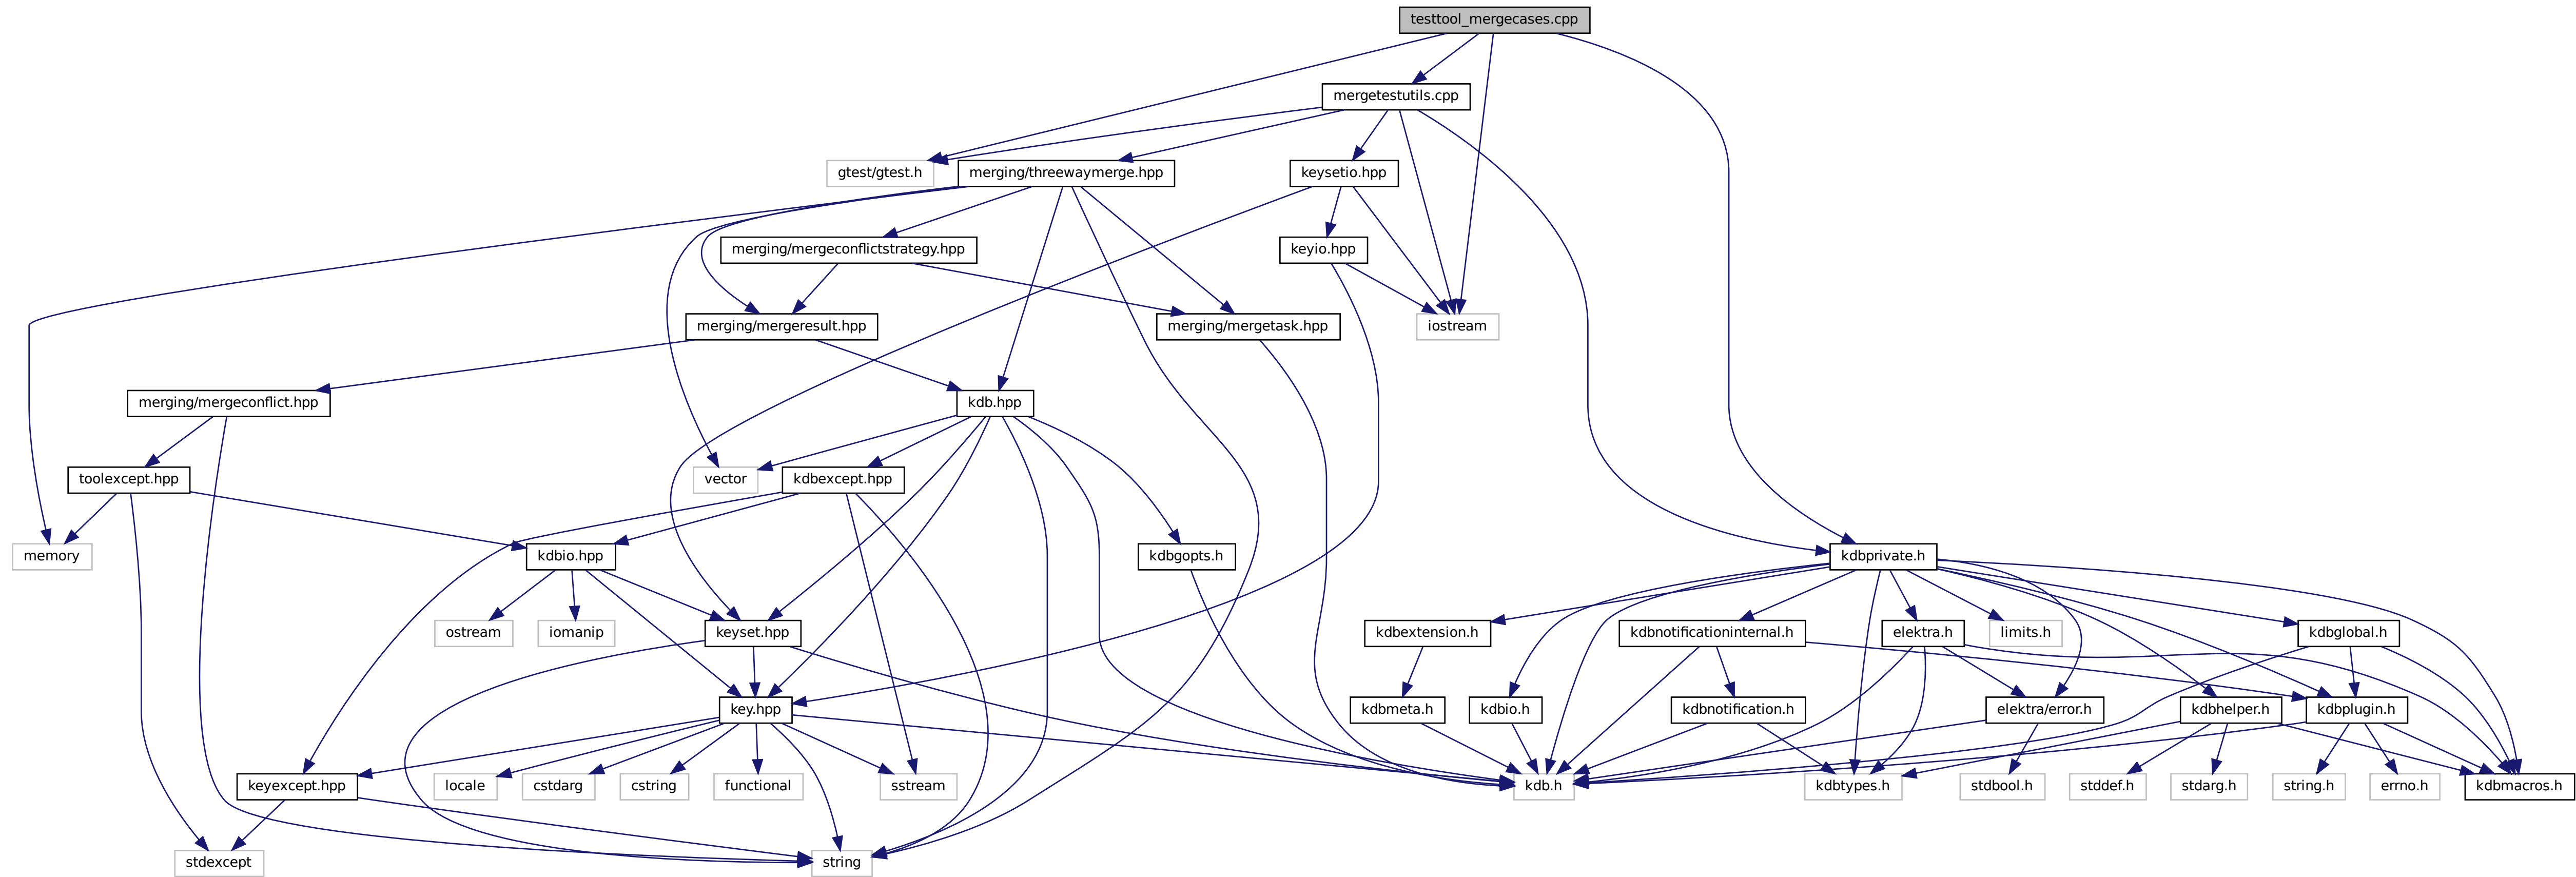 testtool_mergecases.cpp
mergetestutils.cpp
gtest/gtest.h
merging/threewaymerge.hpp
keysetio.hpp
merging/mergeconflictstrategy.hpp
keyio.hpp
merging/mergeresult.hpp
merging/mergetask.hpp
iostream
merging/mergeconflict.hpp
kdb.hpp
toolexcept.hpp
vector
kdbexcept.hpp
memory
kdbio.hpp
kdbgopts.h
kdbprivate.h
ostream
iomanip
keyset.hpp
kdbextension.h
kdbnotificationinternal.h
elektra.h
limits.h
kdbglobal.h
key.hpp
kdbmeta.h
kdbio.h
kdbnotification.h
elektra/error.h
kdbhelper.h
kdbplugin.h
keyexcept.hpp
locale
cstdarg
cstring
functional
sstream
kdb.h
kdbtypes.h
stdbool.h
stddef.h
stdarg.h
string.h
errno.h
kdbmacros.h
stdexcept
string